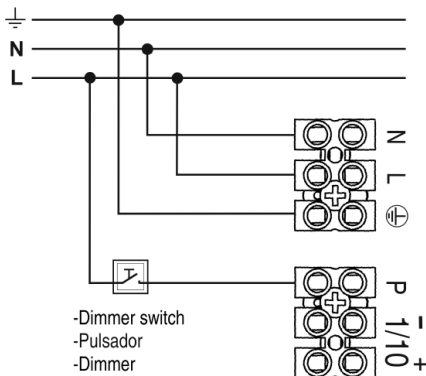 N
L
N
L
P
- 1/10 +
-Dimmer switch
-Pulsador
-Dimmer